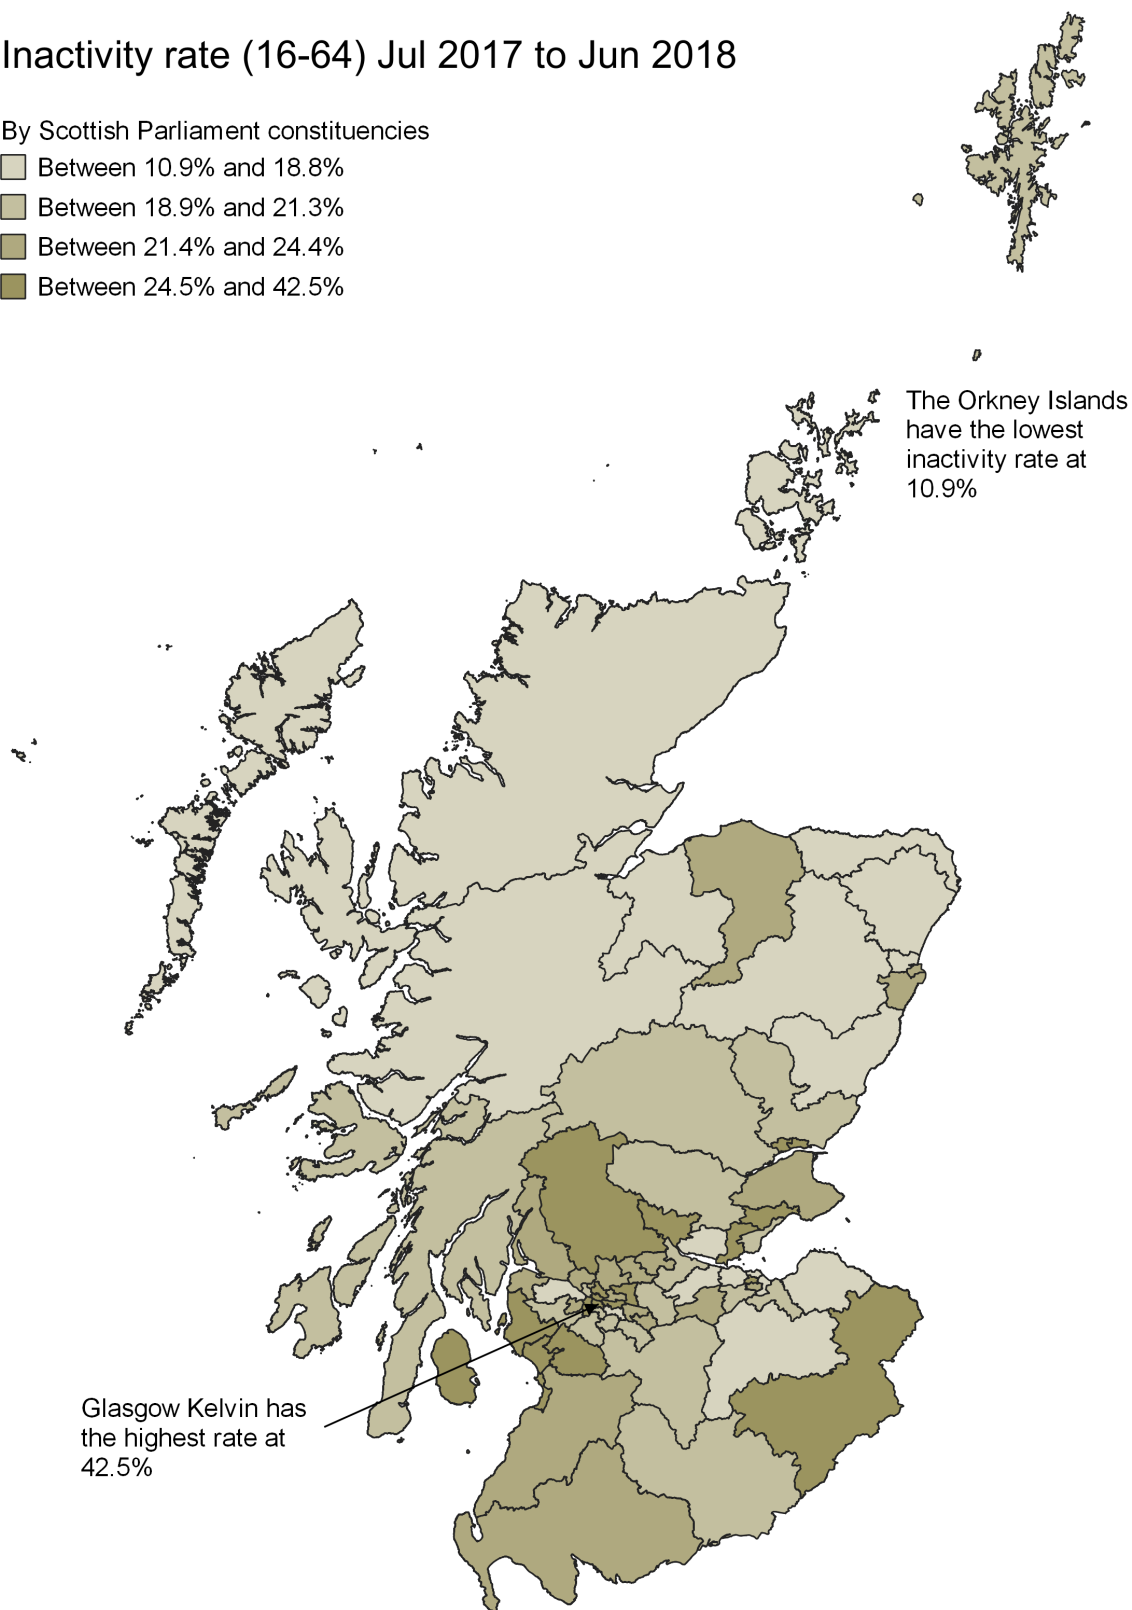 Inactivity rate (16-64) Jul 2017 to Jun 2018
By Scottish Parliament constituencies
Between 10.9% and 18.8%
Between 18.9% and 21.3%
Between 21.4% and 24.4%
Between 24.5% and 42.5%
The Orkney Islands
have the lowest
inactivity rate at
10.9%
Glasgow Kelvin has
the highest rate at
42.5%